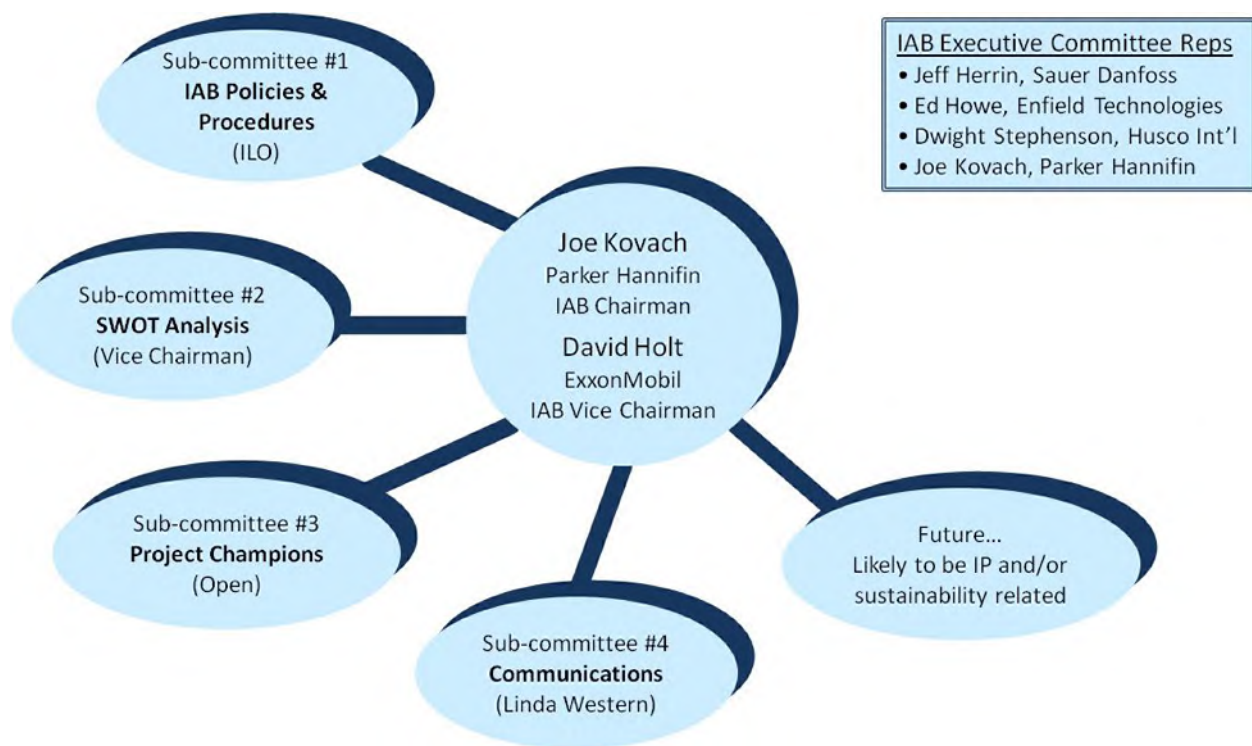 Sub-committee #1
IAB Policies &
Procedures
(ILO)
IAB Executive Committee Reps
• Jeff Herrin, Sauer Danfoss
• Ed Howe, Enfield Technologies
• Dwight Stephenson, Husco Int'l
• Joe Kovach, Parker Hannifin
Joe Kovach
Parker Hannifin
IAB Chairman
David Holt
ExxonMobil
IAB Vice Chairman
Sub-committee #2
SWOT Analysis
(Vice Chairman)
Sub-committee #3
Project Champions
(Open)
Sub-committee #4
Communications
(Linda Western)
Future...
Likely to be IP and/or
sustainability related